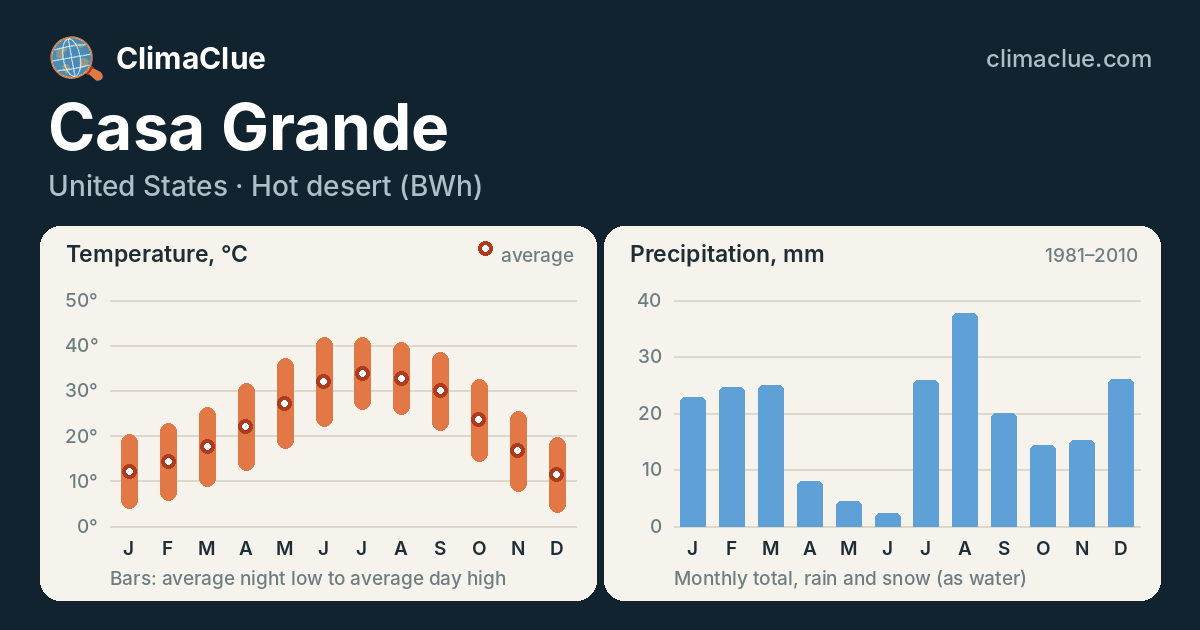 ClimaClue
climaclue.com
Casa Grande
United States · Hot desert (BWh)
Temperature, °C
average
50°
40°
30°
20°
10°
0°
J F M A M J J A S O N D
Bars: average night low to average day high
Precipitation, mm
1981–2010
40
30
20
10
0
J F M A M J J A S O N D
Monthly total, rain and snow (as water)